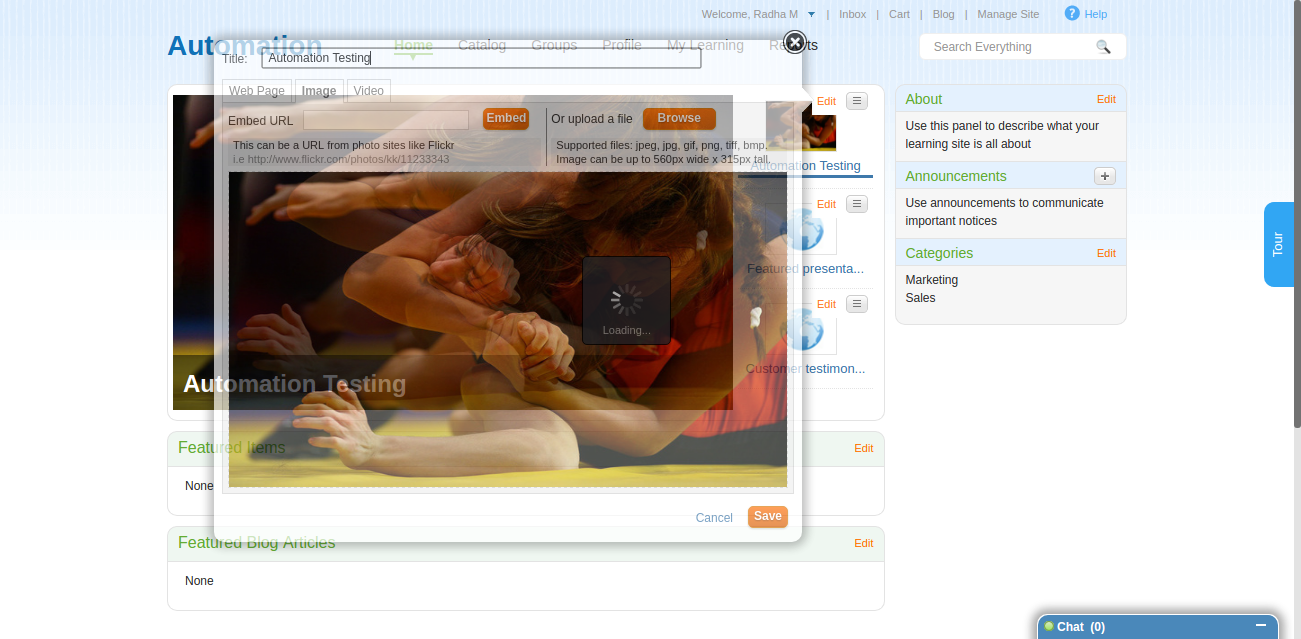 Welcome, Radha M | Inbox | Cart | Blog | Manage Site ? Help
Automation
Home Catalog Groups Profile My Learning Reports
Search Everything
Title: Automation Testing
Web Page Image Video
Embed URL Embed Or upload a file Browse
This can be a URL from photo sites like Flickr
i.e http://www.flickr.com/photos/kk/11233343
Supported files: jpeg, jpg, gif, png, tiff, bmp.
Image can be up to 560px wide x 315px tall.
Loading...
Automation Testing
Cancel Save
Edit
Automation Testing
Edit
Featured presenta...
Edit
Customer testimon...
Featured Items Edit
None
Featured Blog Articles Edit
None
About Edit
Use this panel to describe what your
learning site is all about
Announcements +
Use announcements to communicate
important notices
Categories Edit
Marketing
Sales
Tour
Chat (0)